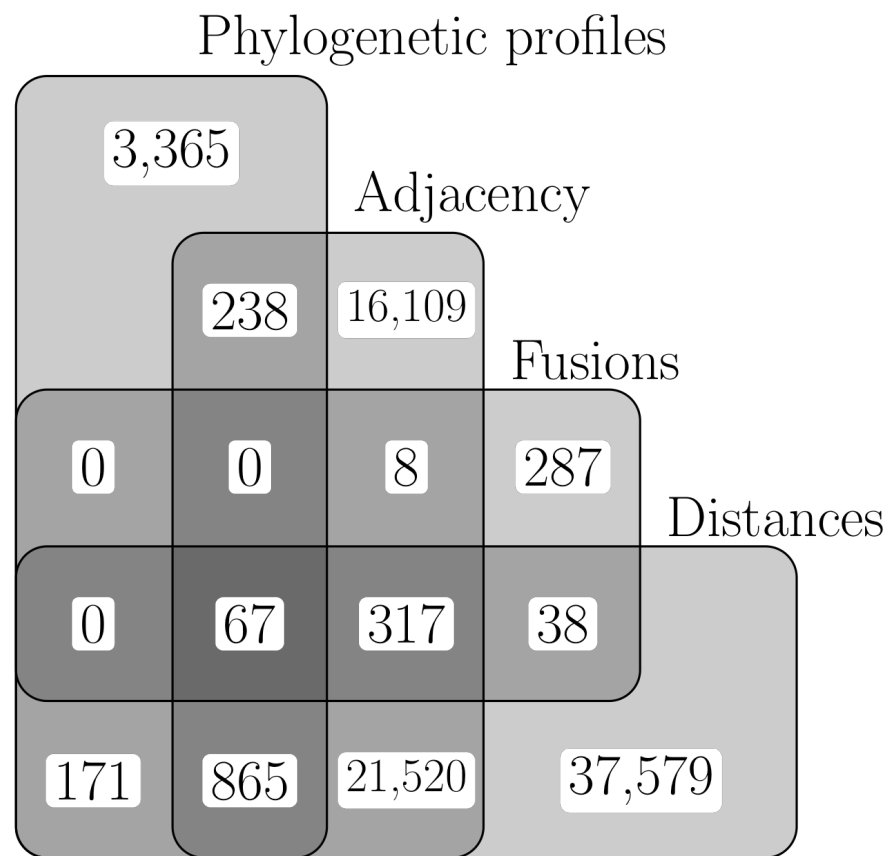 Phylogenetic profiles
3,365
Adjacency
238 16,109
Fusions
0 0 8 287
Distances
0 67 317 38
171 865 21,520 37,579